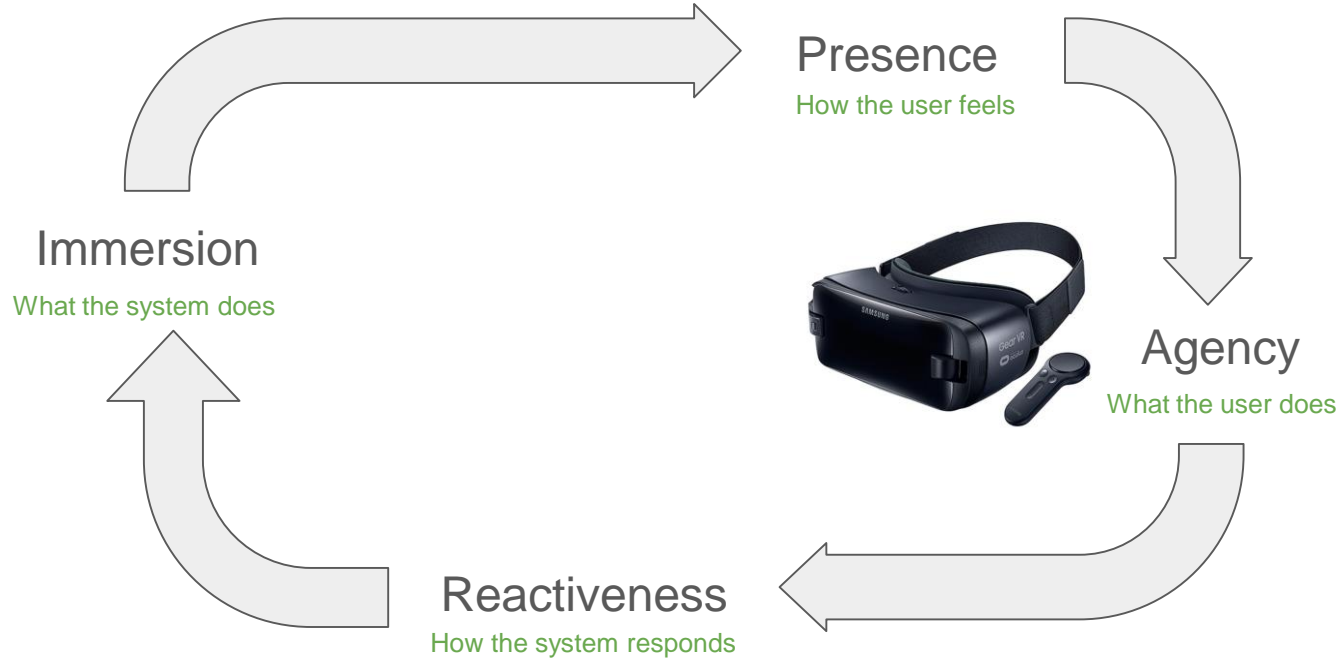 Presence
How the user feels
Immersion
What the system does
SAMSUNG
Gear VR
oculus
Agency
What the user does
Reactiveness
How the system responds